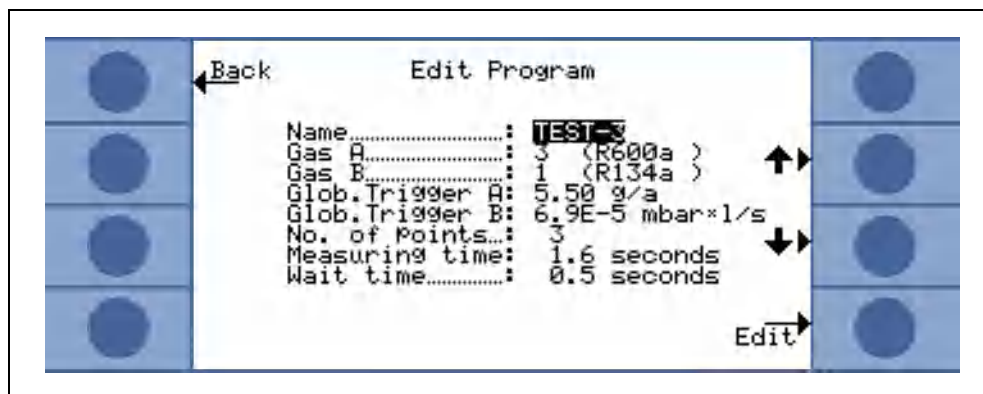 Back
Edit Program
Name....................: TEST-3
Gas A..................: 3 (R600a )
Gas B..................: 1 (R134a )
Glob.Trigger A: 5.50 g/a
Glob.Trigger B: 6.9E-5 mbar×l/s
No. of Points...: 3
Measuring time: 1.6 seconds
Wait time............: 0.5 seconds
Edit